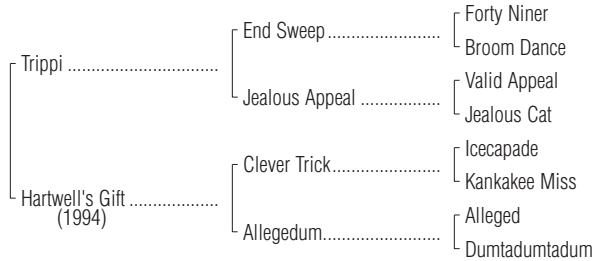 Forty Niner
End Sweep
Broom Dance
Trippi
Valid Appeal
Jealous Appeal
Jealous Cat
Icecapade
Clever Trick
Kankakee Miss
Hartwell's Gift
(1994)
Alleged
Allegedum
Dumtadumtadum